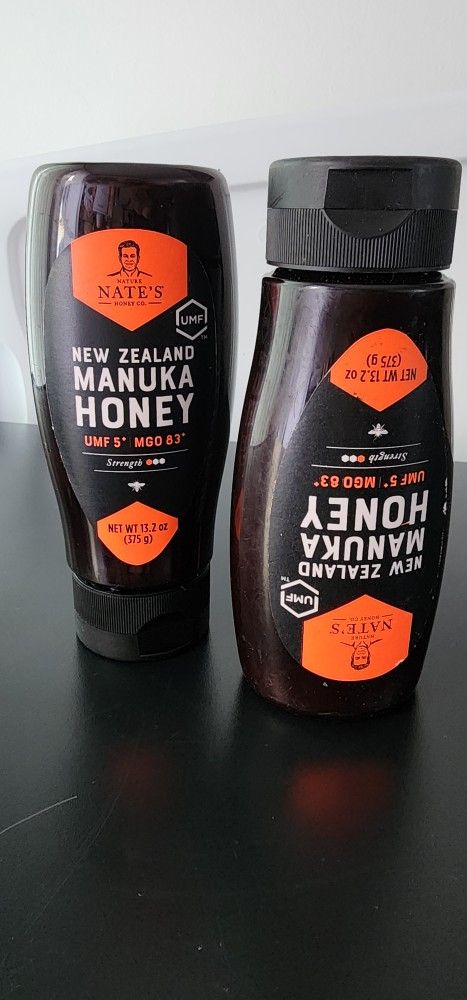 NATURE
NATE'S
HONEY CO.
UMF™
NEW ZEALAND
MANUKA
HONEY
UMF 5+ | MGO 83+
Strength
NET WT 13.2 oz
(375 g)
NATURE
NATE'S
HONEY CO.
UMF™
NEW ZEALAND
MANUKA
HONEY
UMF 5+ | MGO 83+
Strength
NET WT 13.2 oz
(375 g)